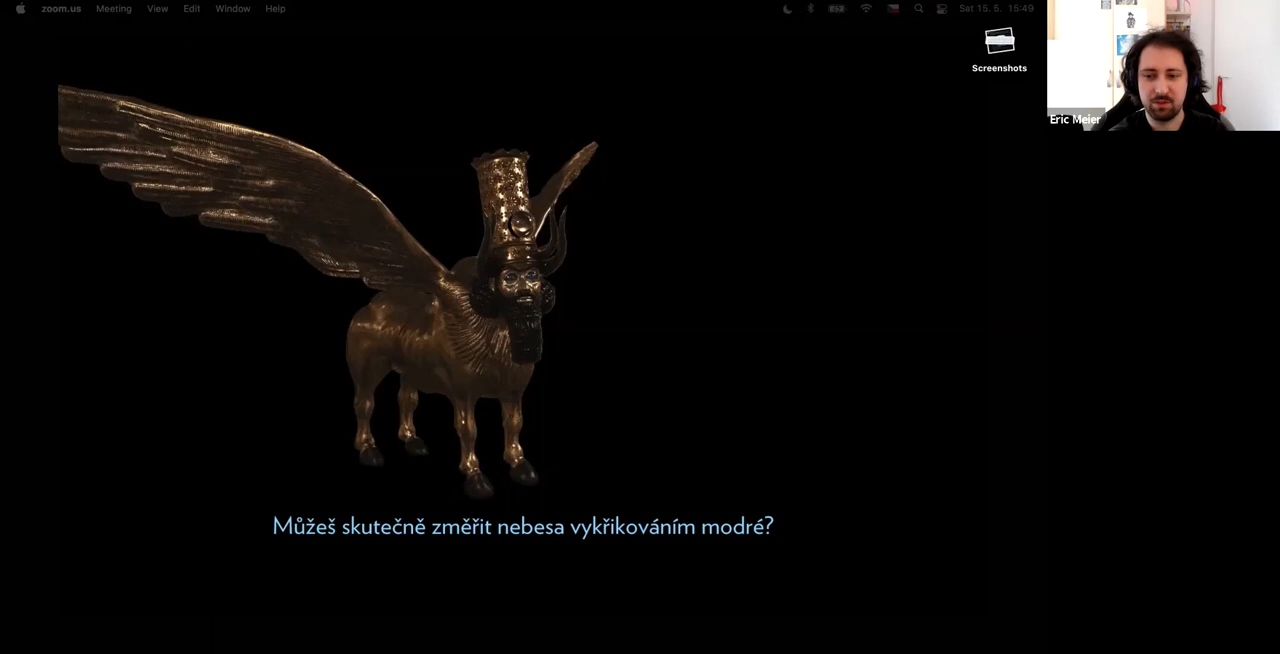 zoom.us Meeting View Edit Window Help Sat 15. 5. 15:49
Screenshots
Eric Meier
Můžeš skutečně změřit nebesa vykřikováním modré?